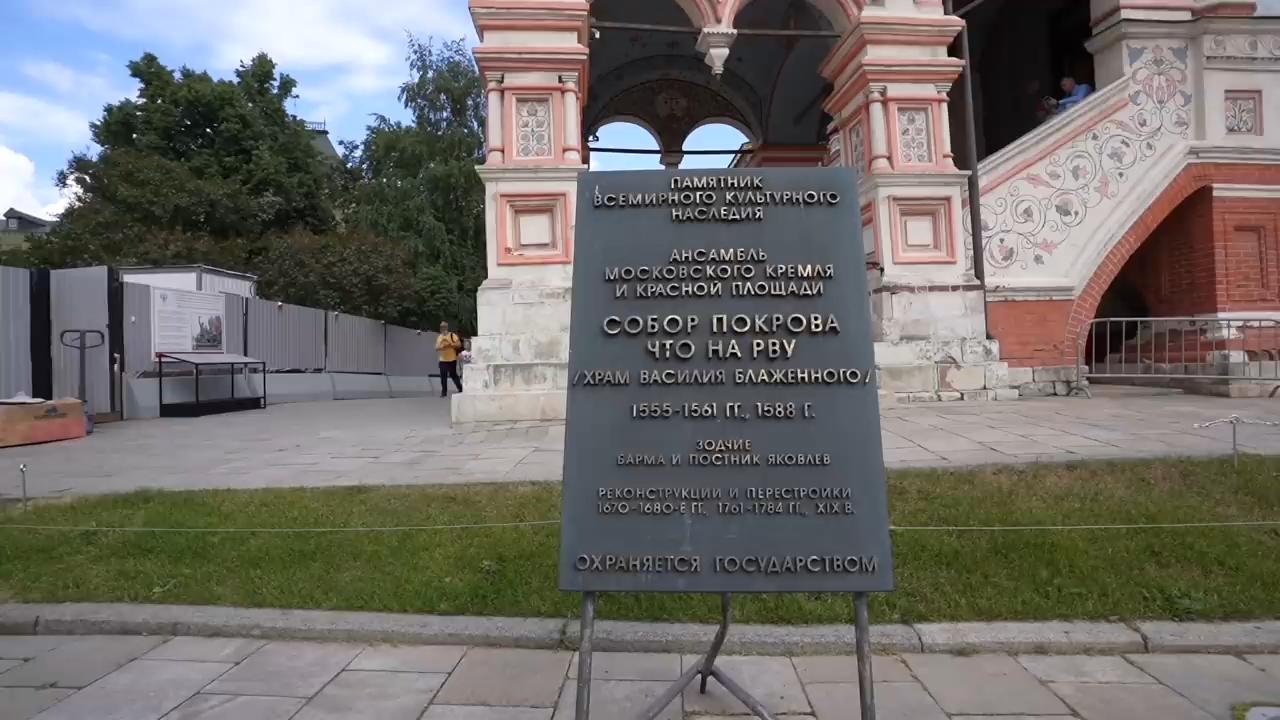 ПАМЯТНИК
ВСЕМИРНОГО КУЛЬТУРНОГО
НАСЛЕДИЯ
АНСАМБЛЬ
МОСКОВСКОГО КРЕМЛЯ
И КРАСНОЙ ПЛОЩАДИ
СОБОР ПОКРОВА
ЧТО НА РВУ
/ХРАМ ВАСИЛИЯ БЛАЖЕННОГО/
1555-1561 ГГ., 1588 Г.
ЗОДЧИЕ
БАРМА И ПОСТНИК ЯКОВЛЕВ
РЕКОНСТРУКЦИИ И ПЕРЕСТРОЙКИ
1670-1680-Е ГГ., 1761-1784 ГГ., XIX В.
ОХРАНЯЕТСЯ ГОСУДАРСТВОМ